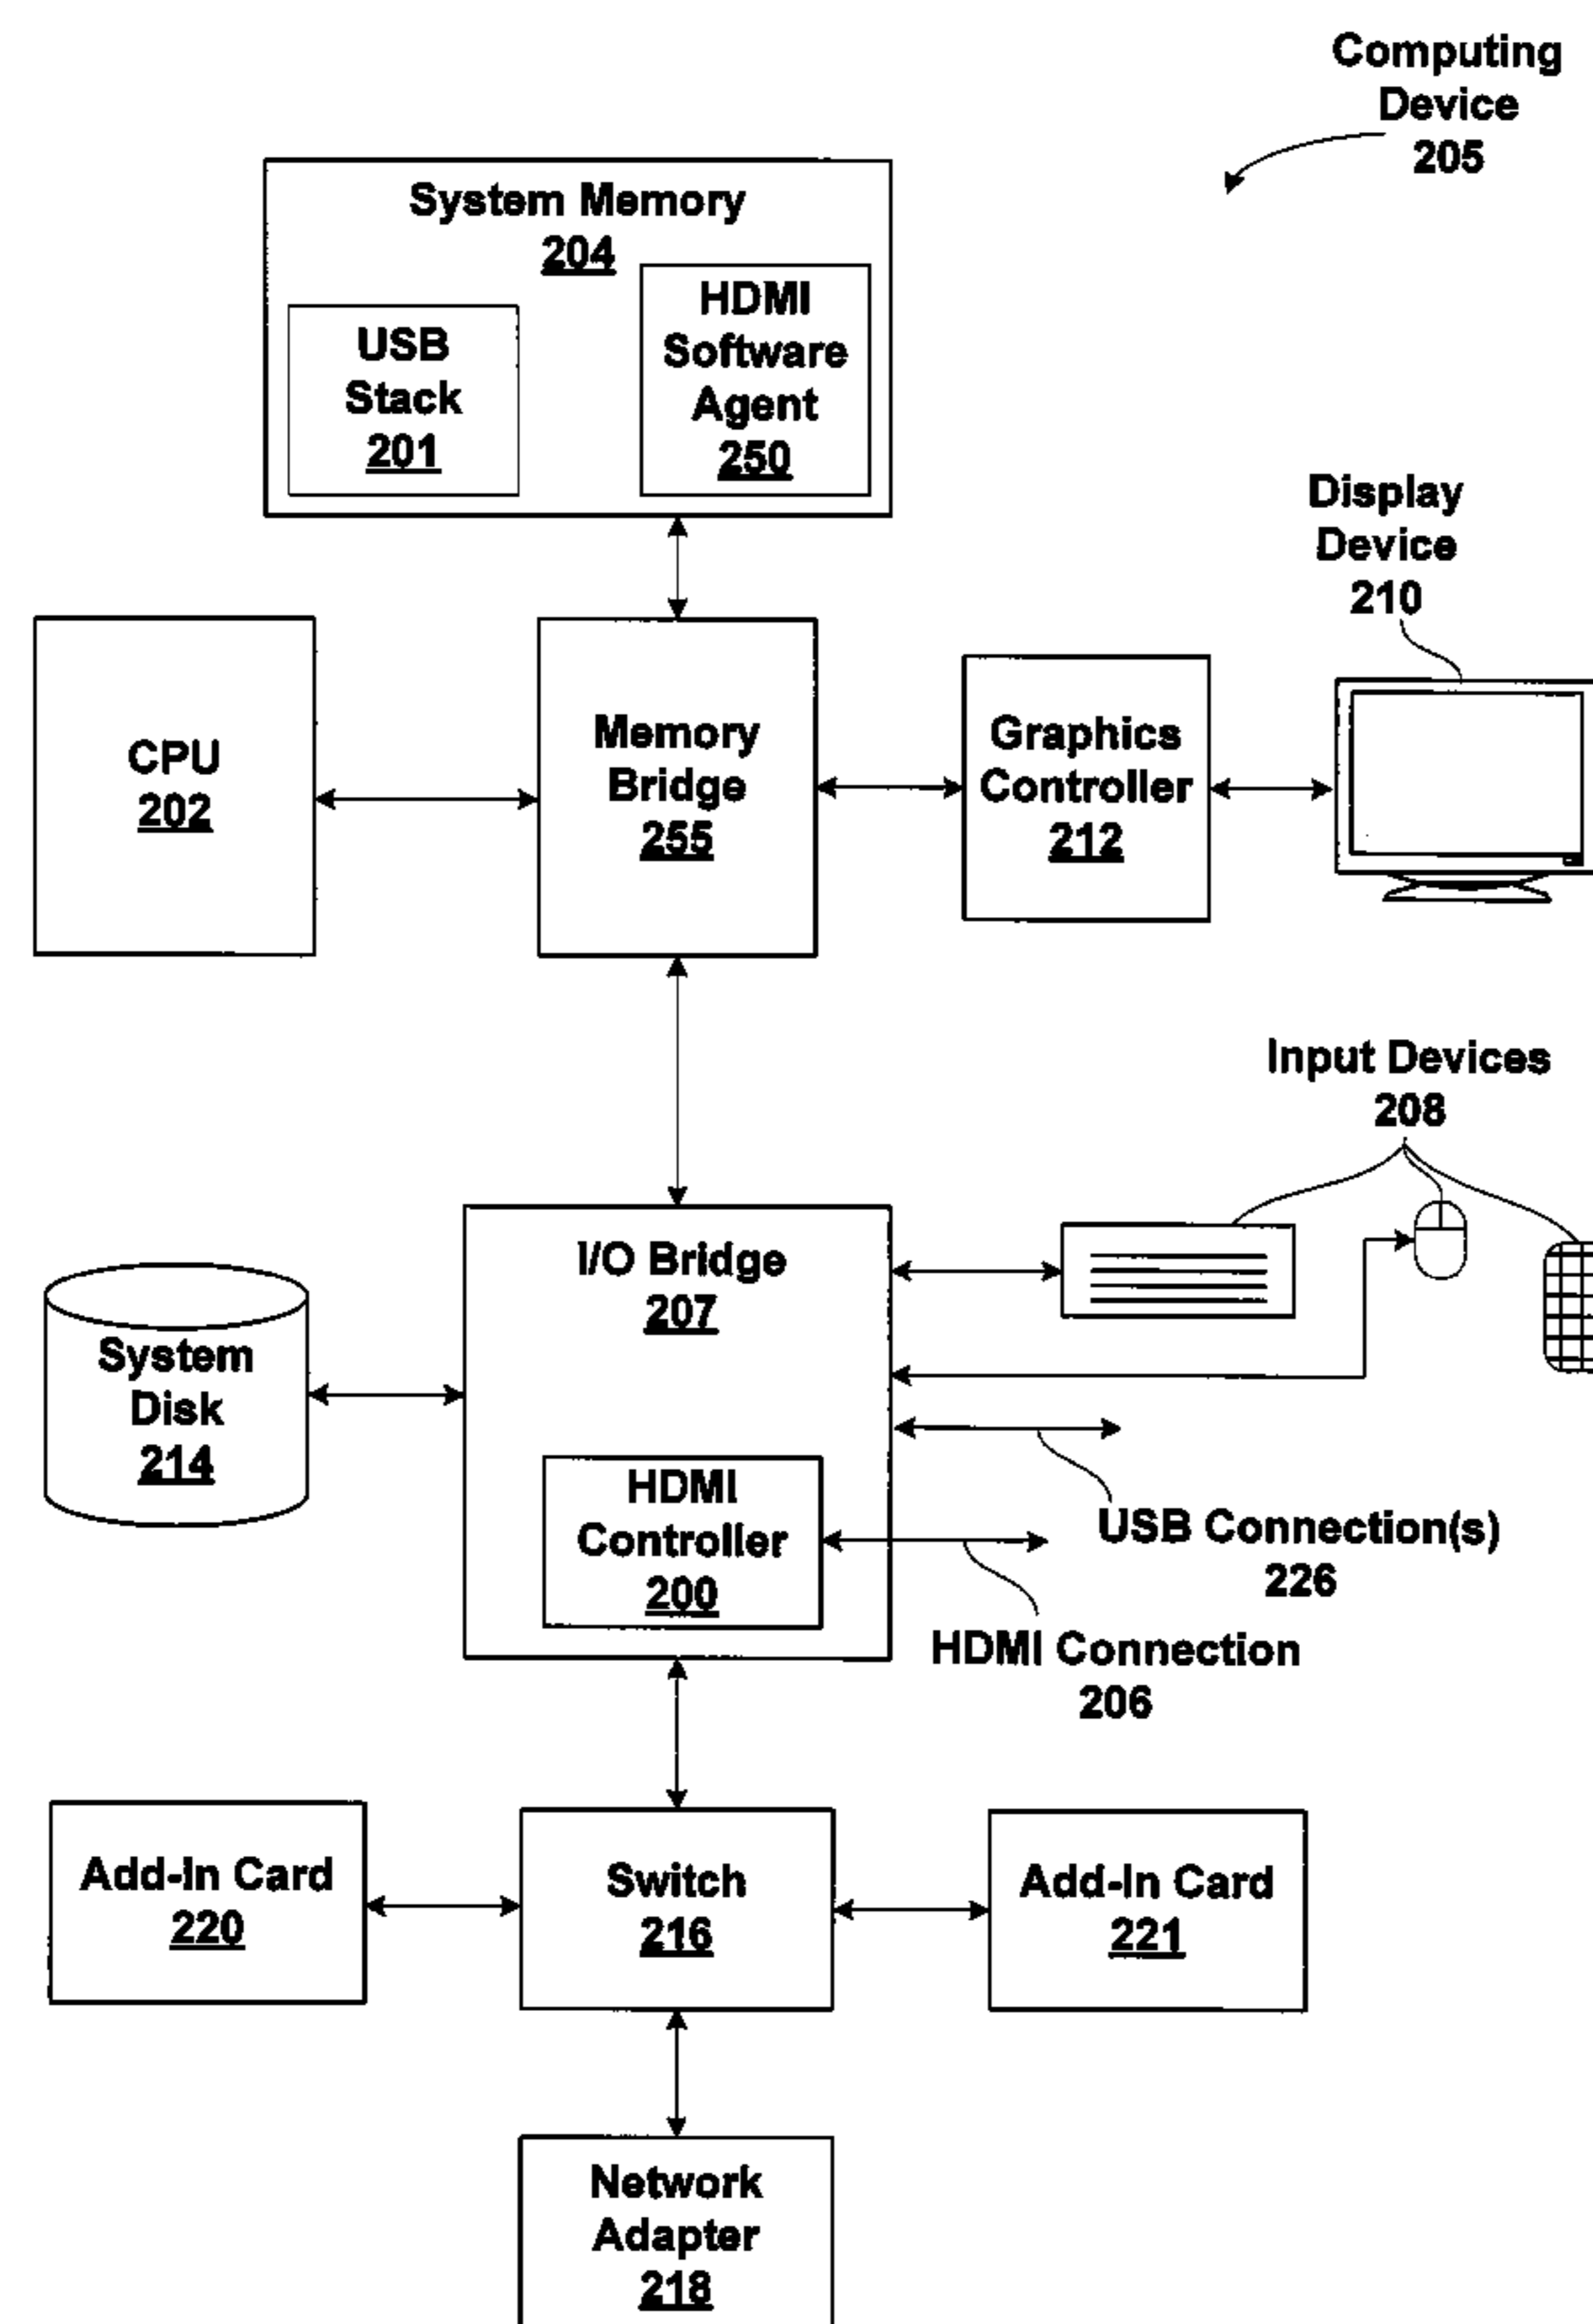 Computing
Device
205
System Memory
204
USB
Stack
201
HDMI
Software
Agent
250
Display
Device
210
CPU
202
Memory
Bridge
255
Graphics
Controller
212
Input Devices
208
I/O Bridge
207
System
Disk
214
HDMI
Controller
200
USB Connection(s)
226
HDMI Connection
206
Add-In Card
220
Switch
216
Add-In Card
221
Network
Adapter
218